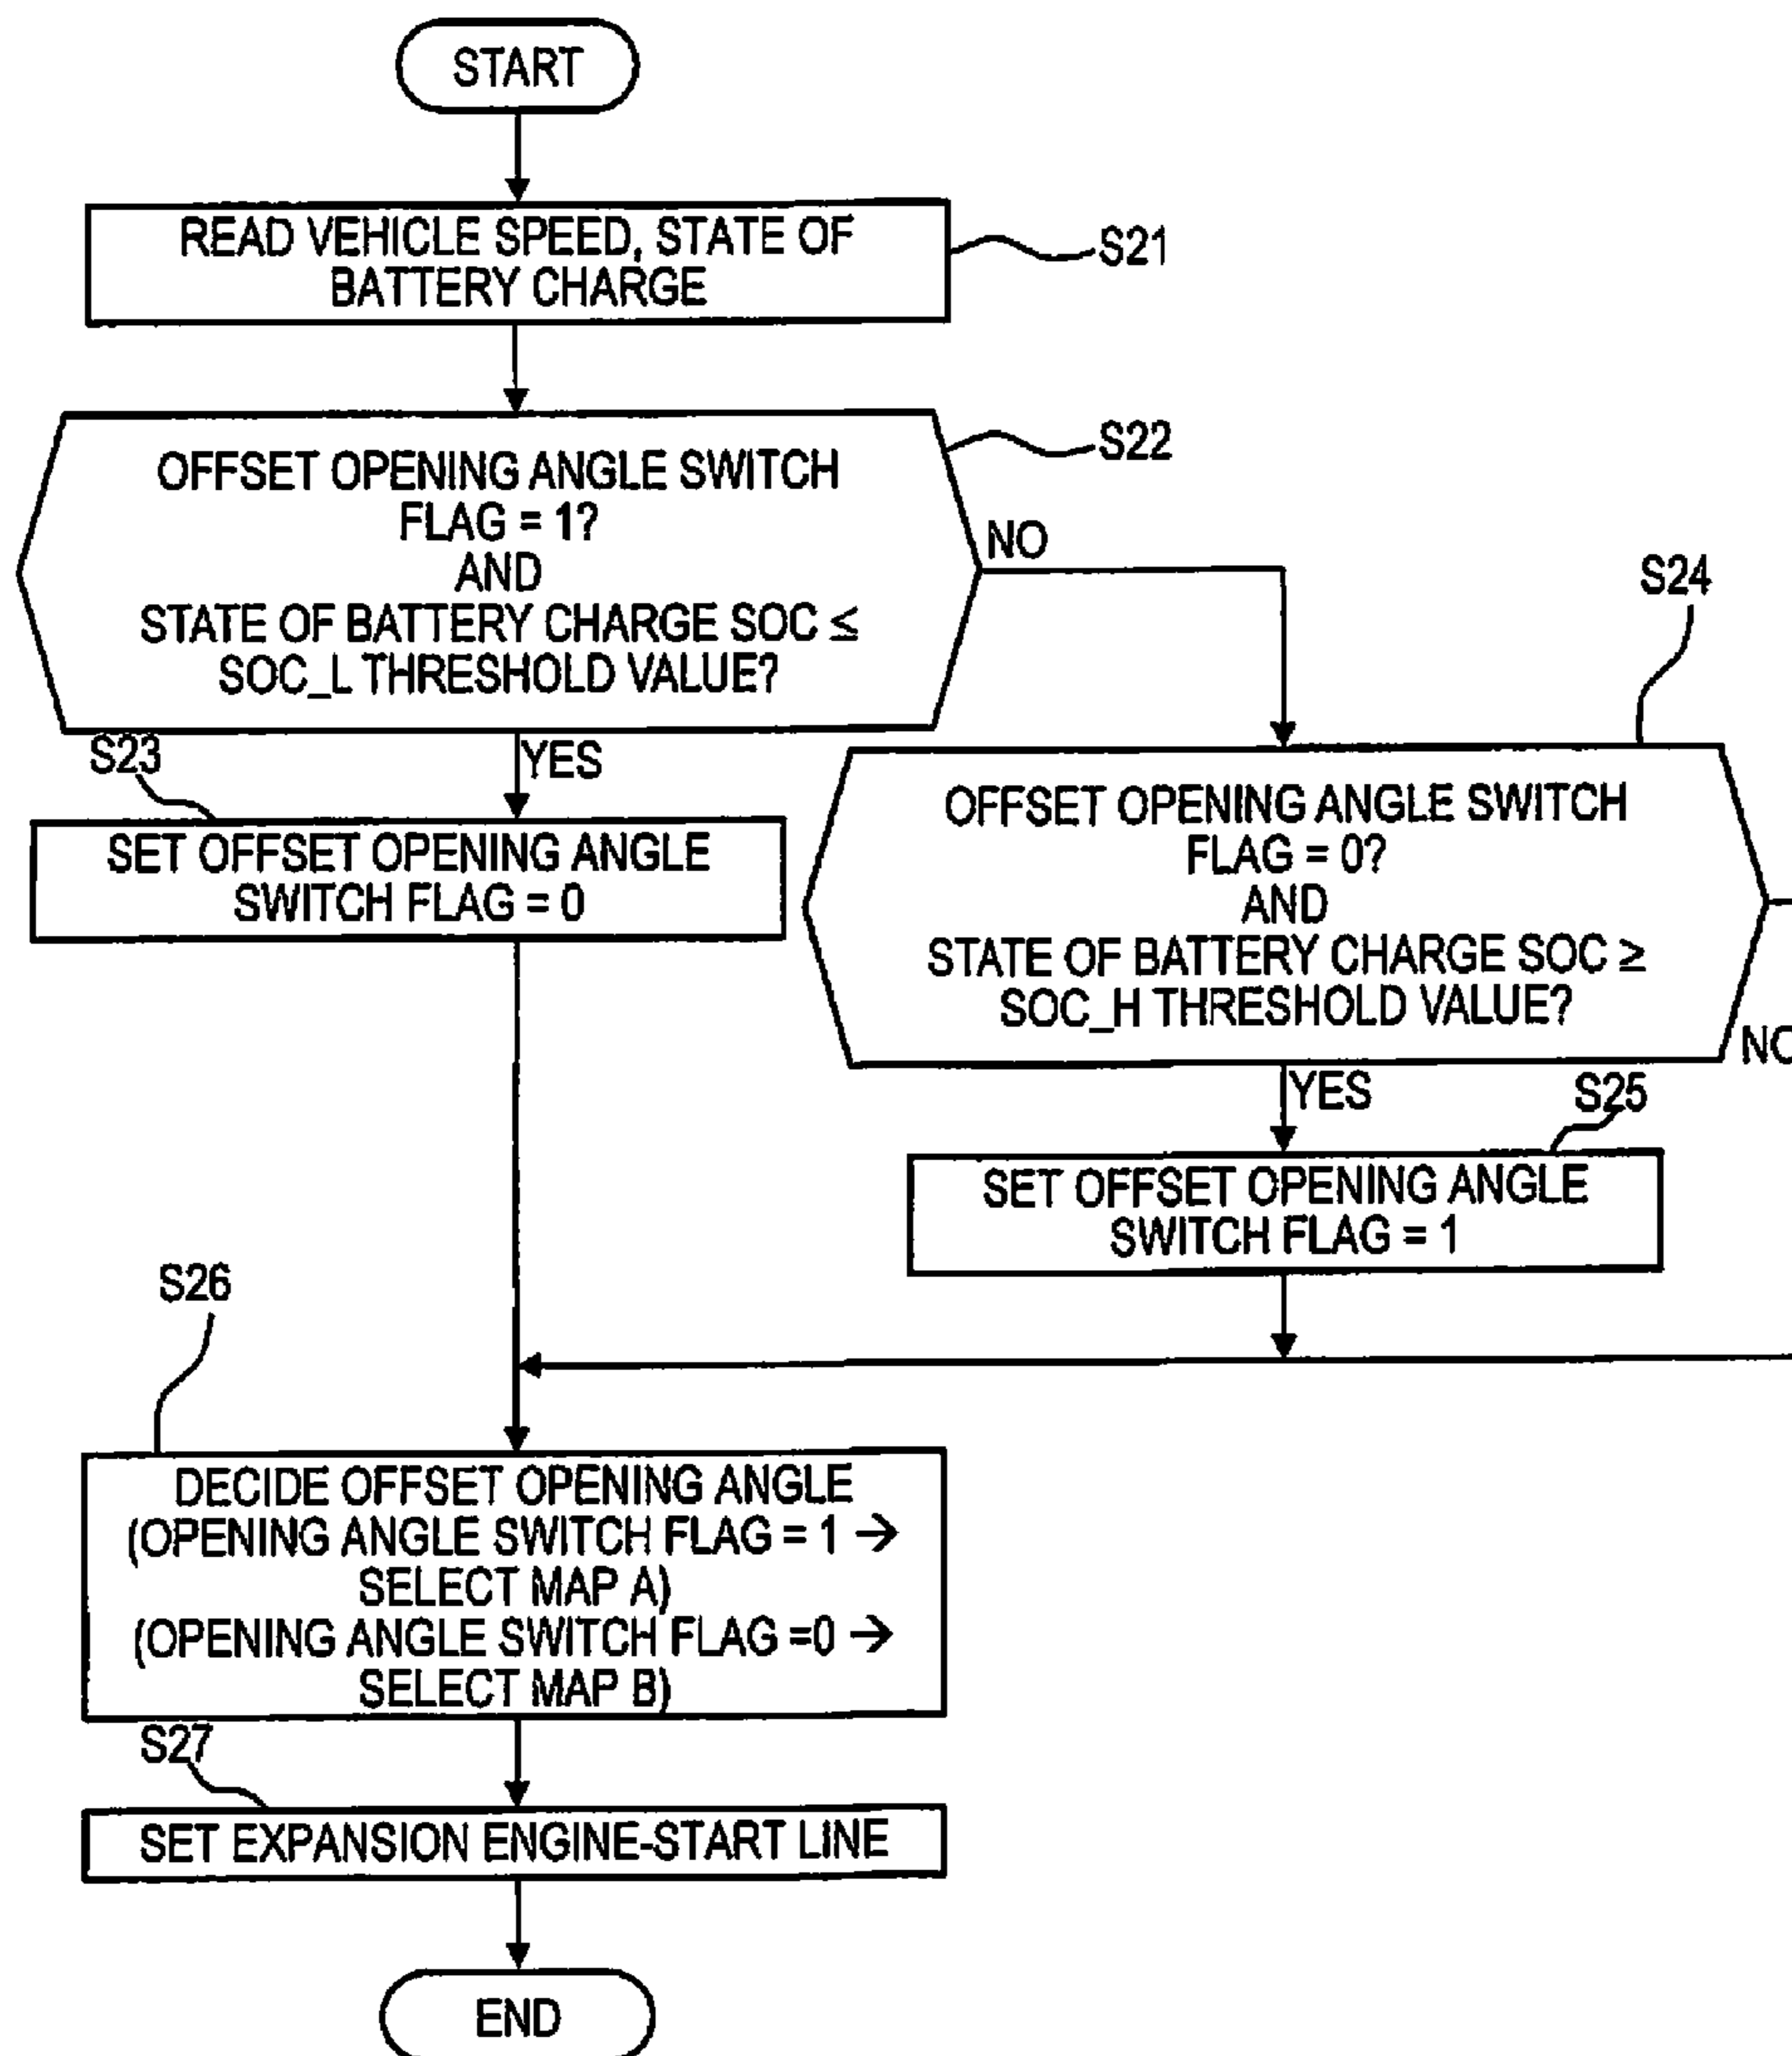 START
READ VEHICLE SPEED, STATE OF
BATTERY CHARGE
S21
OFFSET OPENING ANGLE SWITCH
FLAG = 1?
AND
STATE OF BATTERY CHARGE SOC ≤
SOC_L THRESHOLD VALUE?
S22
NO
YES
S23
SET OFFSET OPENING ANGLE
SWITCH FLAG = 0
S24
OFFSET OPENING ANGLE SWITCH
FLAG = 0?
AND
STATE OF BATTERY CHARGE SOC ≥
SOC_H THRESHOLD VALUE?
NO
YES
S25
SET OFFSET OPENING ANGLE
SWITCH FLAG = 1
S26
DECIDE OFFSET OPENING ANGLE
(OPENING ANGLE SWITCH FLAG = 1 →
SELECT MAP A)
(OPENING ANGLE SWITCH FLAG =0 →
SELECT MAP B)
S27
SET EXPANSION ENGINE-START LINE
END